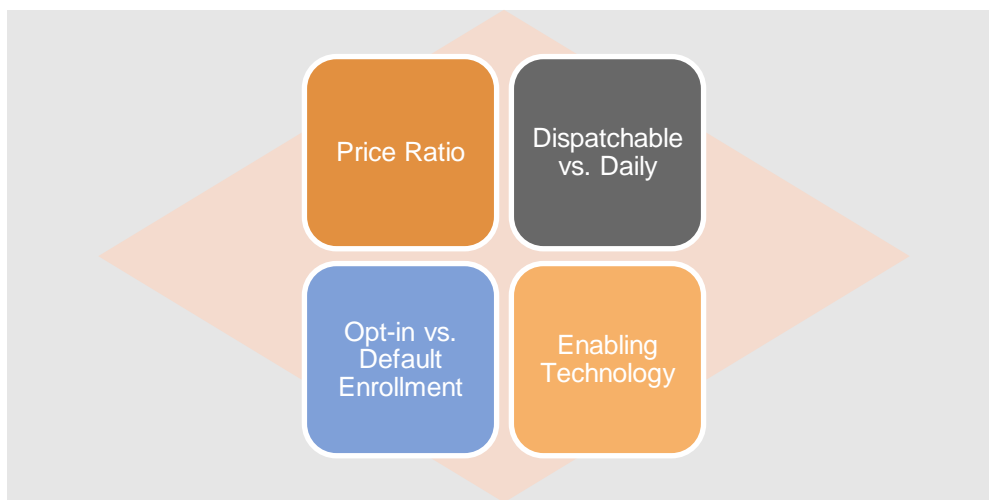 Price Ratio
Dispatchable
vs. Daily
Opt-in vs.
Default
Enrollment
Enabling
Technology